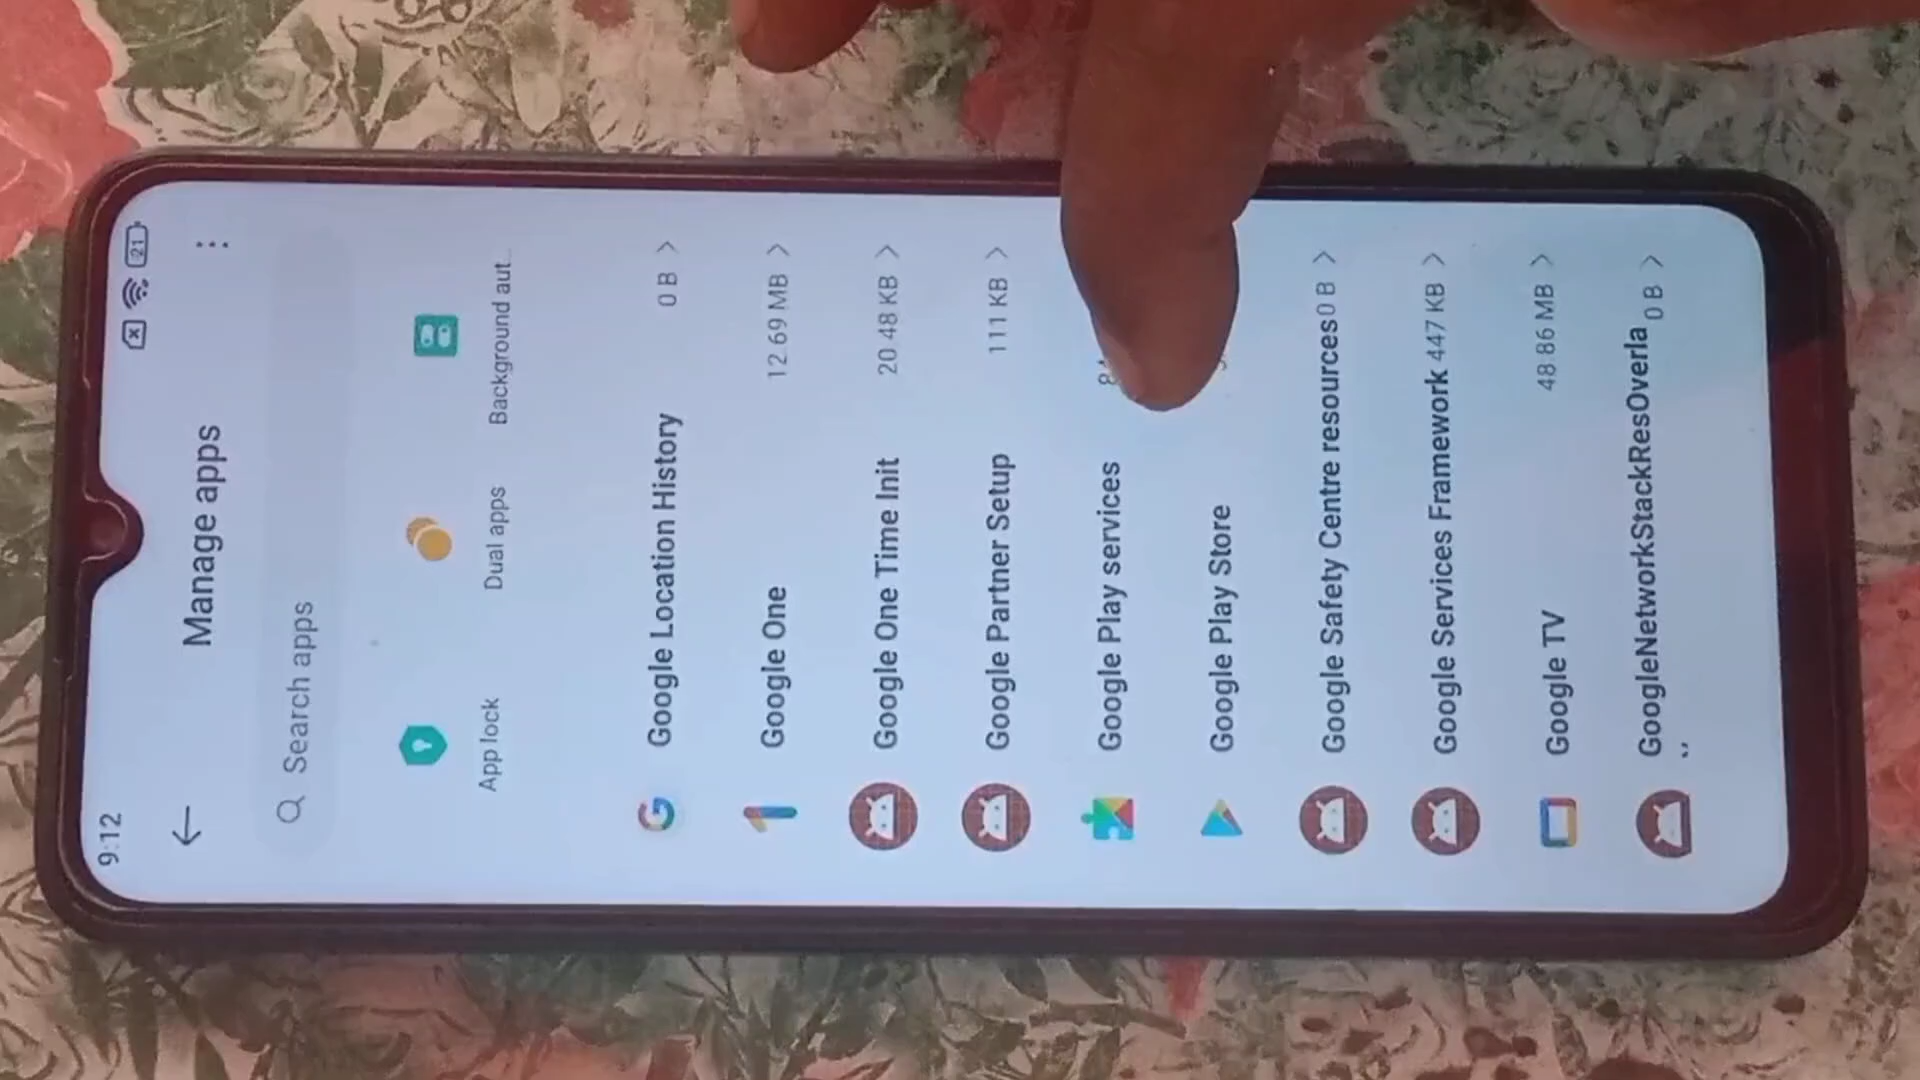 9:12
21
Manage apps
Search apps
App lock
Dual apps
Background aut..
Google Location History 0 B
Google One 12.69 MB
Google One Time Init 20.48 KB
Google Partner Setup 111 KB
Google Play services
Google Play Store
Google Safety Centre resources 0 B
Google Services Framework 447 KB
Google TV 48.86 MB
GoogleNetworkStackResOverla 0 B